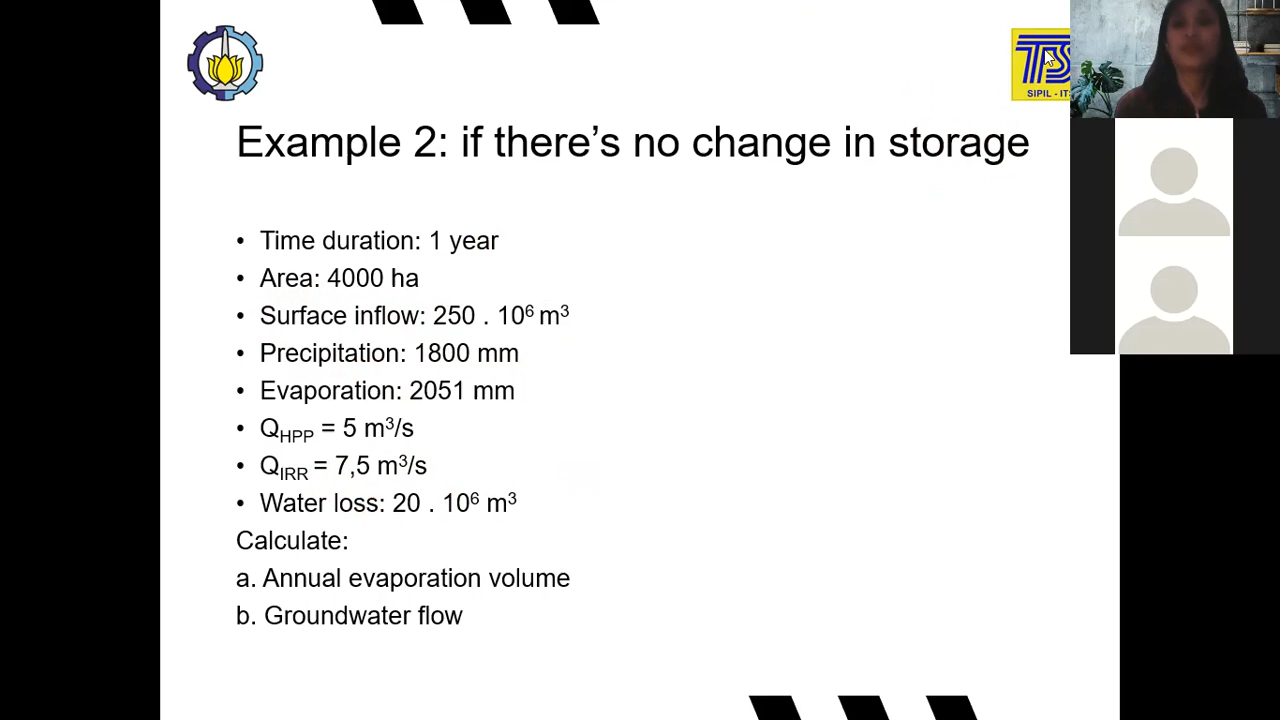 SIPIL - ITS
Example 2: if there’s no change in storage
• Time duration: 1 year
• Area: 4000 ha
• Surface inflow: 250 . 10⁶ m³
• Precipitation: 1800 mm
• Evaporation: 2051 mm
• Q_HPP = 5 m³/s
• Q_IRR = 7,5 m³/s
• Water loss: 20 . 10⁶ m³
Calculate:
a. Annual evaporation volume
b. Groundwater flow